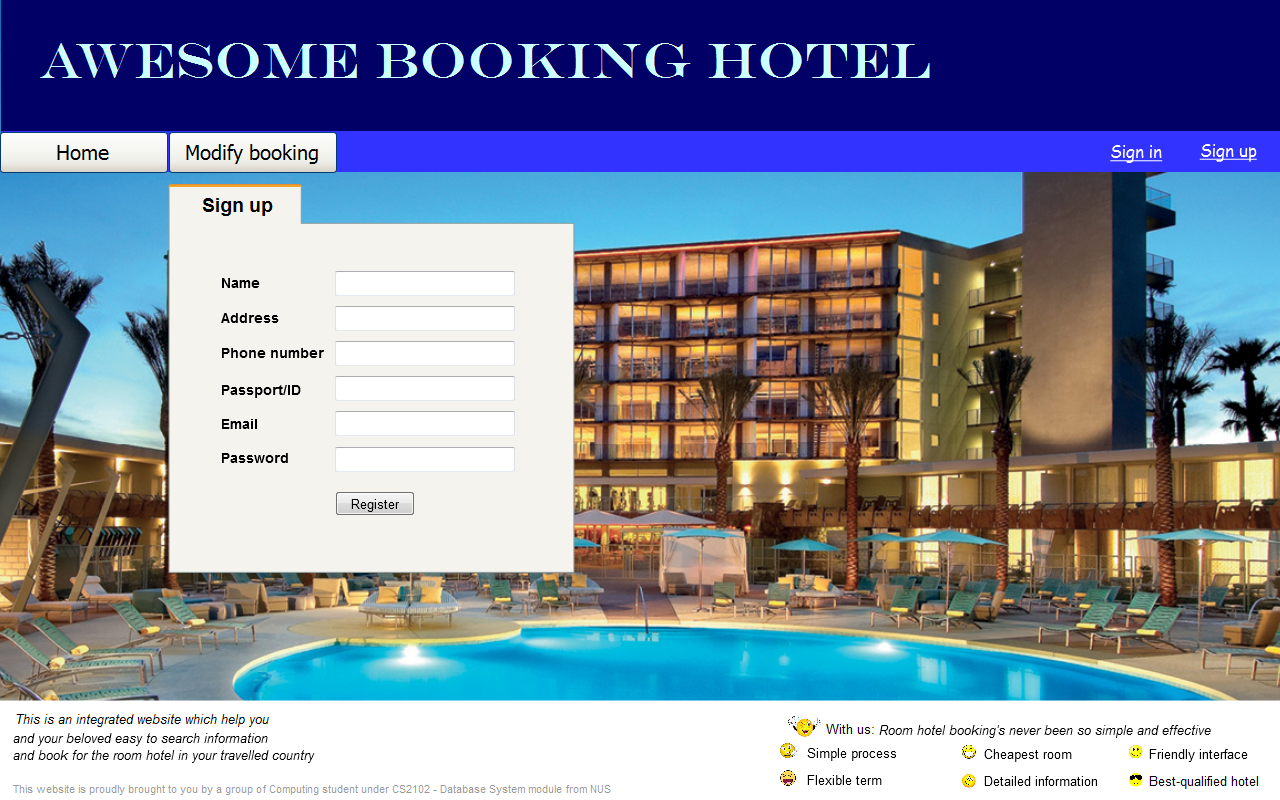 AWESOME BOOKING HOTEL
Home
Modify booking
Sign in
Sign up
Sign up
Name
Address
Phone number
Passport/ID
Email
Password
Register
This is an integrated website which help you
and your beloved easy to search information
and book for the room hotel in your travelled country
With us: Room hotel booking's never been so simple and effective
Simple process
Cheapest room
Friendly interface
Flexible term
Detailed information
Best-qualified hotel
This website is proudly brought to you by a group of Computing student under CS2102 - Database System module from NUS